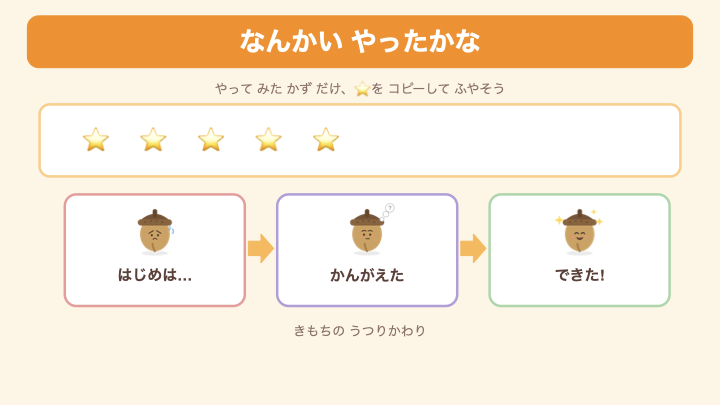 なんかい やったかな
やって みた かず だけ、⭐を コピーして ふやそう
はじめは…
かんがえた
できた!
きもちの うつりかわり